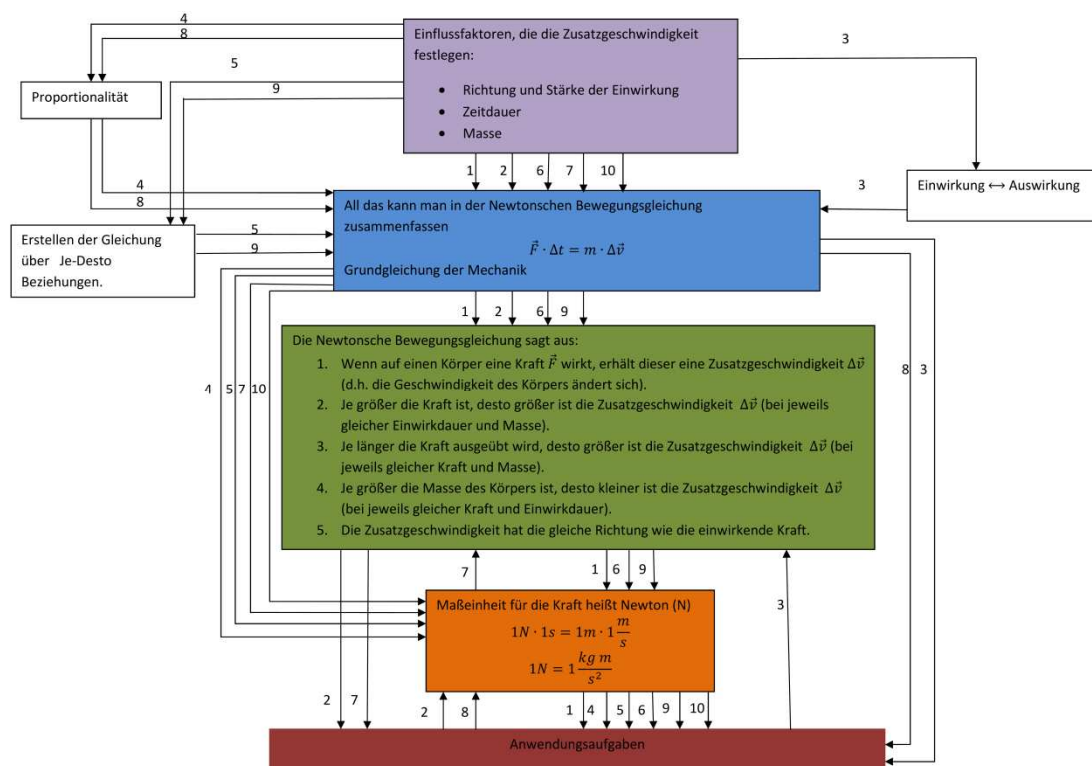 4
8
Einflussfaktoren, die die Zusatzgeschwindigkeit
festlegen:
3
5
9
• Richtung und Stärke der Einwirkung
• Zeitdauer
• Masse
Proportionalität
1 2 6 7 10
4
8
3
Einwirkung ↔ Auswirkung
All das kann man in der Newtonschen Bewegungsgleichung
zusammenfassen
\vec{F} · Δt = m · Δ\vec{v}
Grundgleichung der Mechanik
Erstellen der Gleichung
über Je-Desto
Beziehungen.
5
9
1 2 6 9
Die Newtonsche Bewegungsgleichung sagt aus:
1. Wenn auf einen Körper eine Kraft \vec{F} wirkt, erhält dieser eine Zusatzgeschwindigkeit Δ\vec{v}
(d.h. die Geschwindigkeit des Körpers ändert sich).
2. Je größer die Kraft ist, desto größer ist die Zusatzgeschwindigkeit Δ\vec{v} (bei jeweils
gleicher Einwirkdauer und Masse).
3. Je länger die Kraft ausgeübt wird, desto größer ist die Zusatzgeschwindigkeit Δ\vec{v} (bei
jeweils gleicher Kraft und Masse).
4. Je größer die Masse des Körpers ist, desto kleiner ist die Zusatzgeschwindigkeit Δ\vec{v}
(bei jeweils gleicher Kraft und Einwirkdauer).
5. Die Zusatzgeschwindigkeit hat die gleiche Richtung wie die einwirkende Kraft.
4 5 7 10
8 3
7 1 6 9
3
Maßeinheit für die Kraft heißt Newton (N)
1N · 1s = 1m · 1 m/s
1N = 1 kg m/s²
2 7 2 8 1 4 5 6 9 10
Anwendungsaufgaben